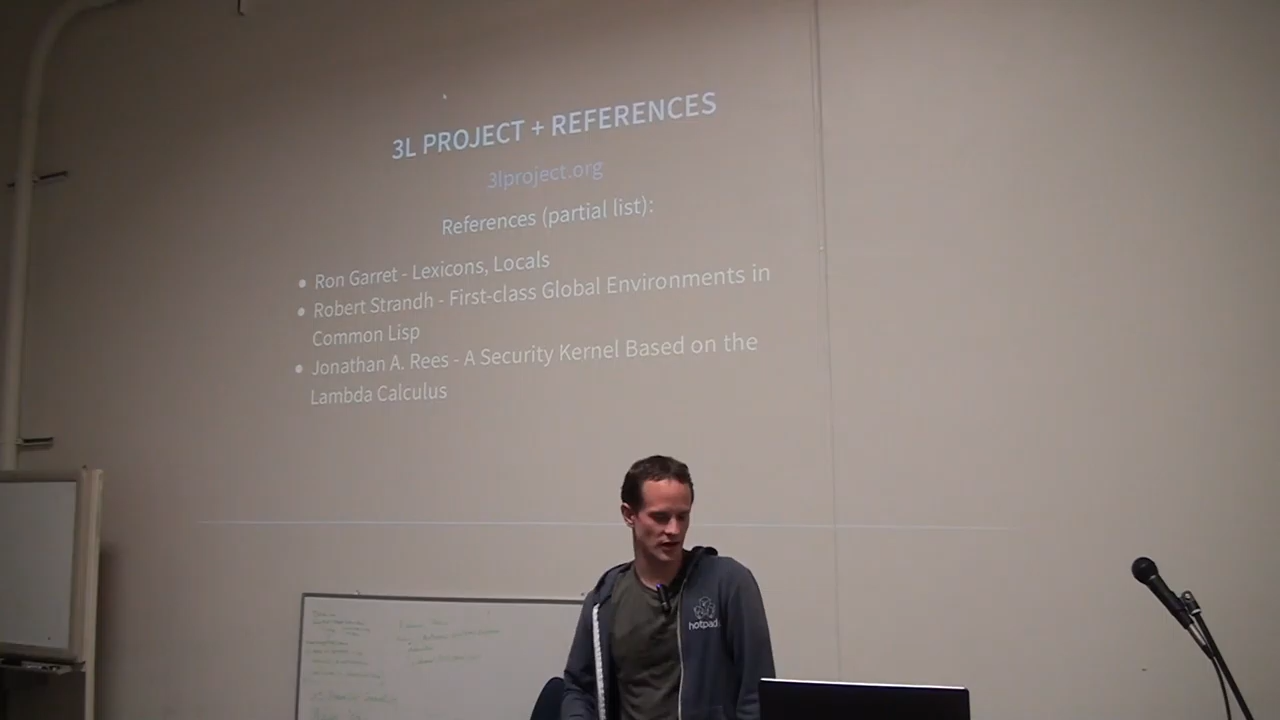 3L PROJECT + REFERENCES
3lproject.org
References (partial list):
• Ron Garret - Lexicons, Locals
• Robert Strandh - First-class Global Environments in
Common Lisp
• Jonathan A. Rees - A Security Kernel Based on the
Lambda Calculus
hotpads